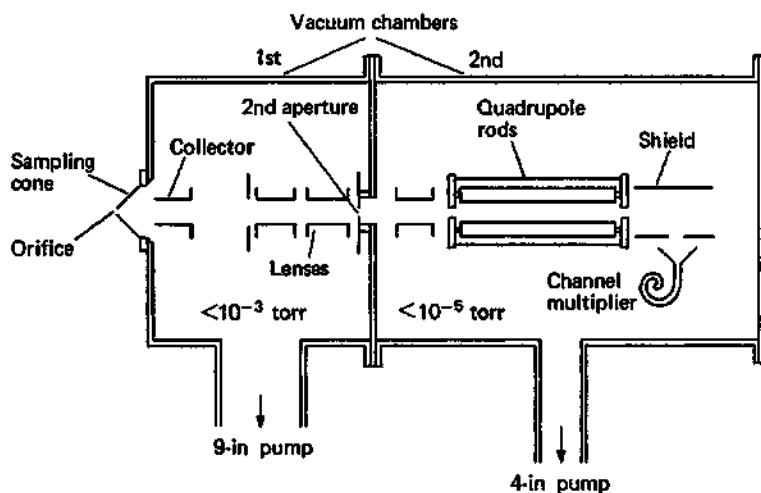 Vacuum chambers
1st
2nd
2nd aperture
Quadrupole
rods
Shield
Sampling
cone
Collector
Orifice
Lenses
Channel
multiplier
<10⁻³ torr
<10⁻⁵ torr
9-in pump
4-in pump